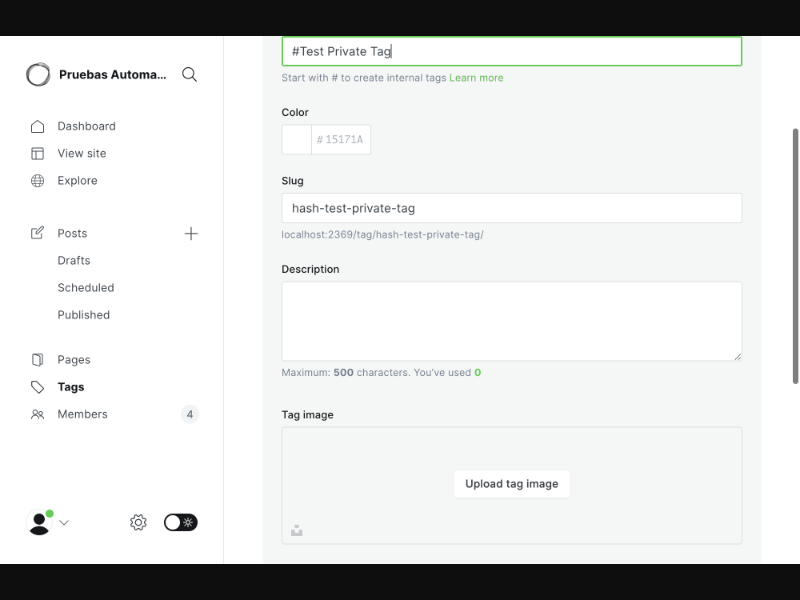 Pruebas Automa...
Dashboard
View site
Explore
Posts
Drafts
Scheduled
Published
Pages
Tags
Members 4
#Test Private Tag
Start with # to create internal tags Learn more
Color
# 15171A
Slug
hash-test-private-tag
localhost:2369/tag/hash-test-private-tag/
Description
Maximum: 500 characters. You've used 0
Tag image
Upload tag image